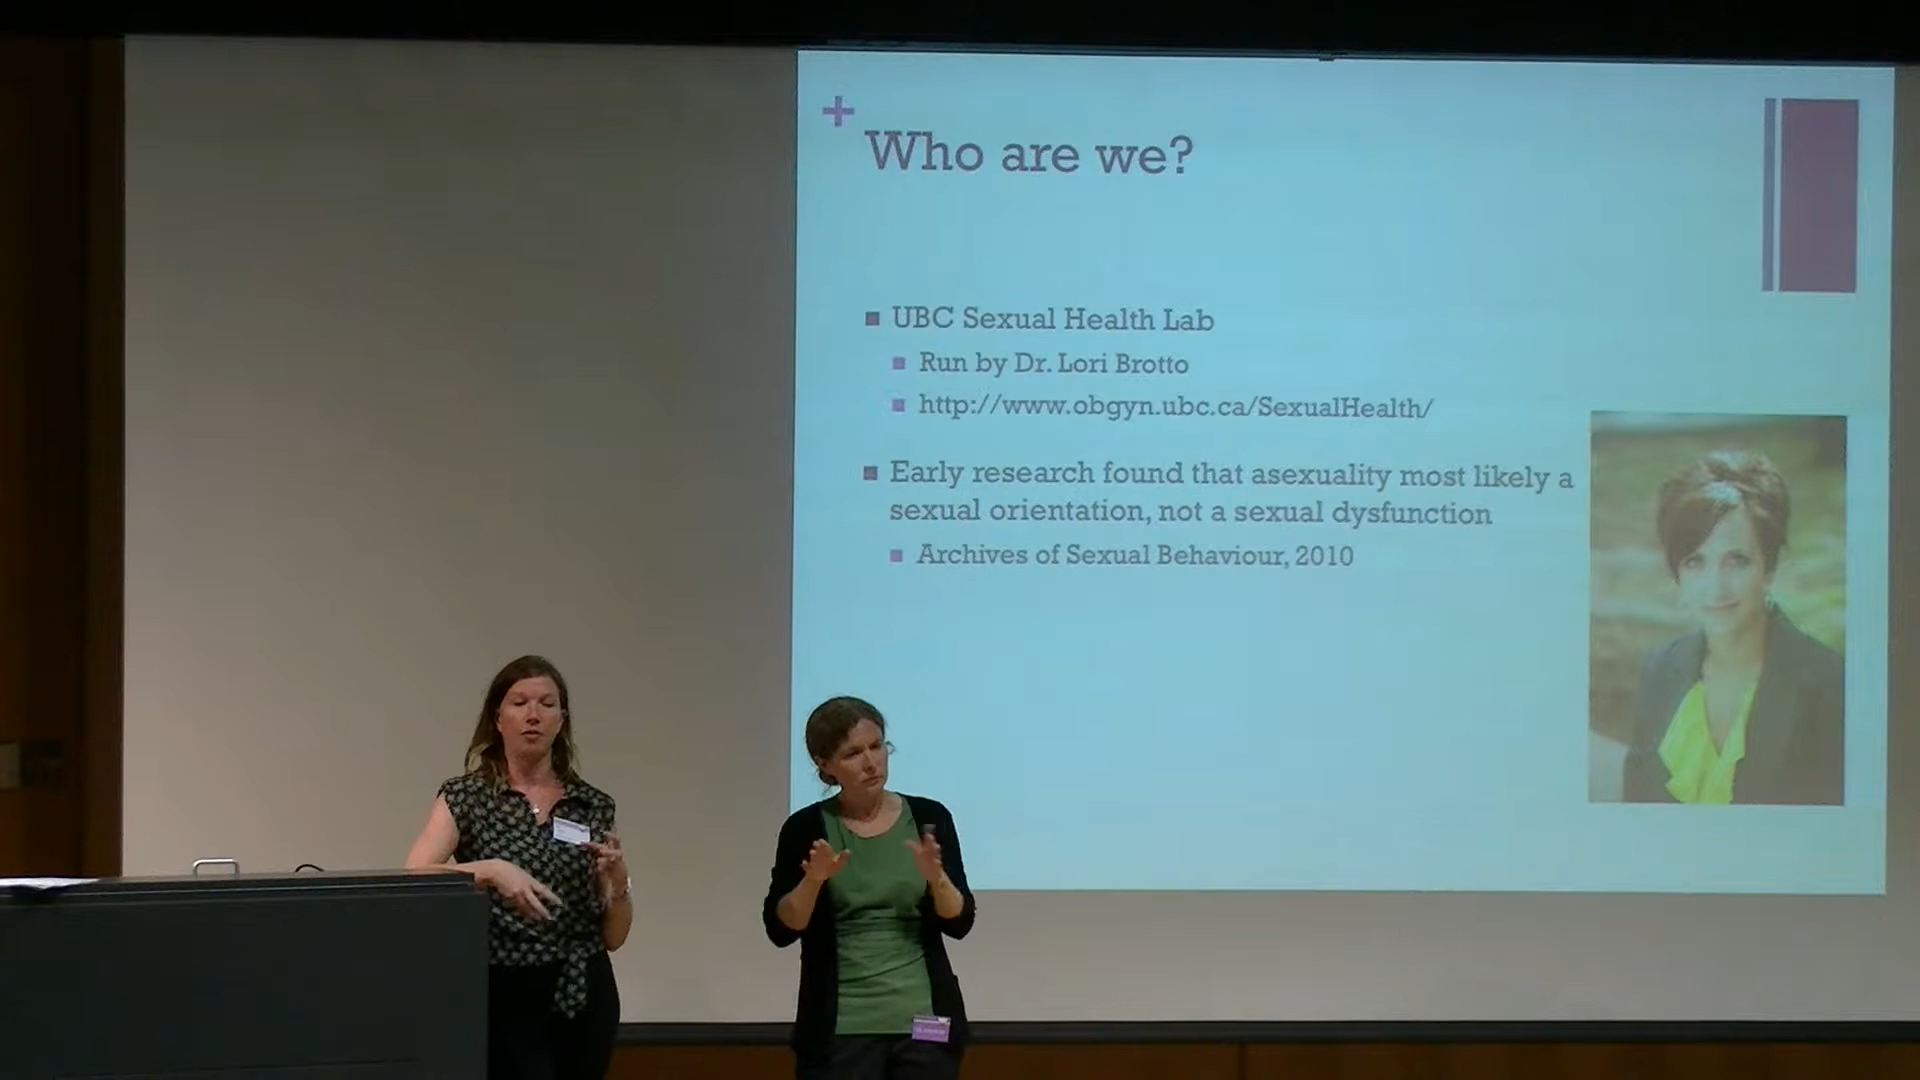 +
Who are we?
UBC Sexual Health Lab
Run by Dr. Lori Brotto
http://www.obgyn.ubc.ca/SexualHealth/
Early research found that asexuality most likely a
sexual orientation, not a sexual dysfunction
Archives of Sexual Behaviour, 2010